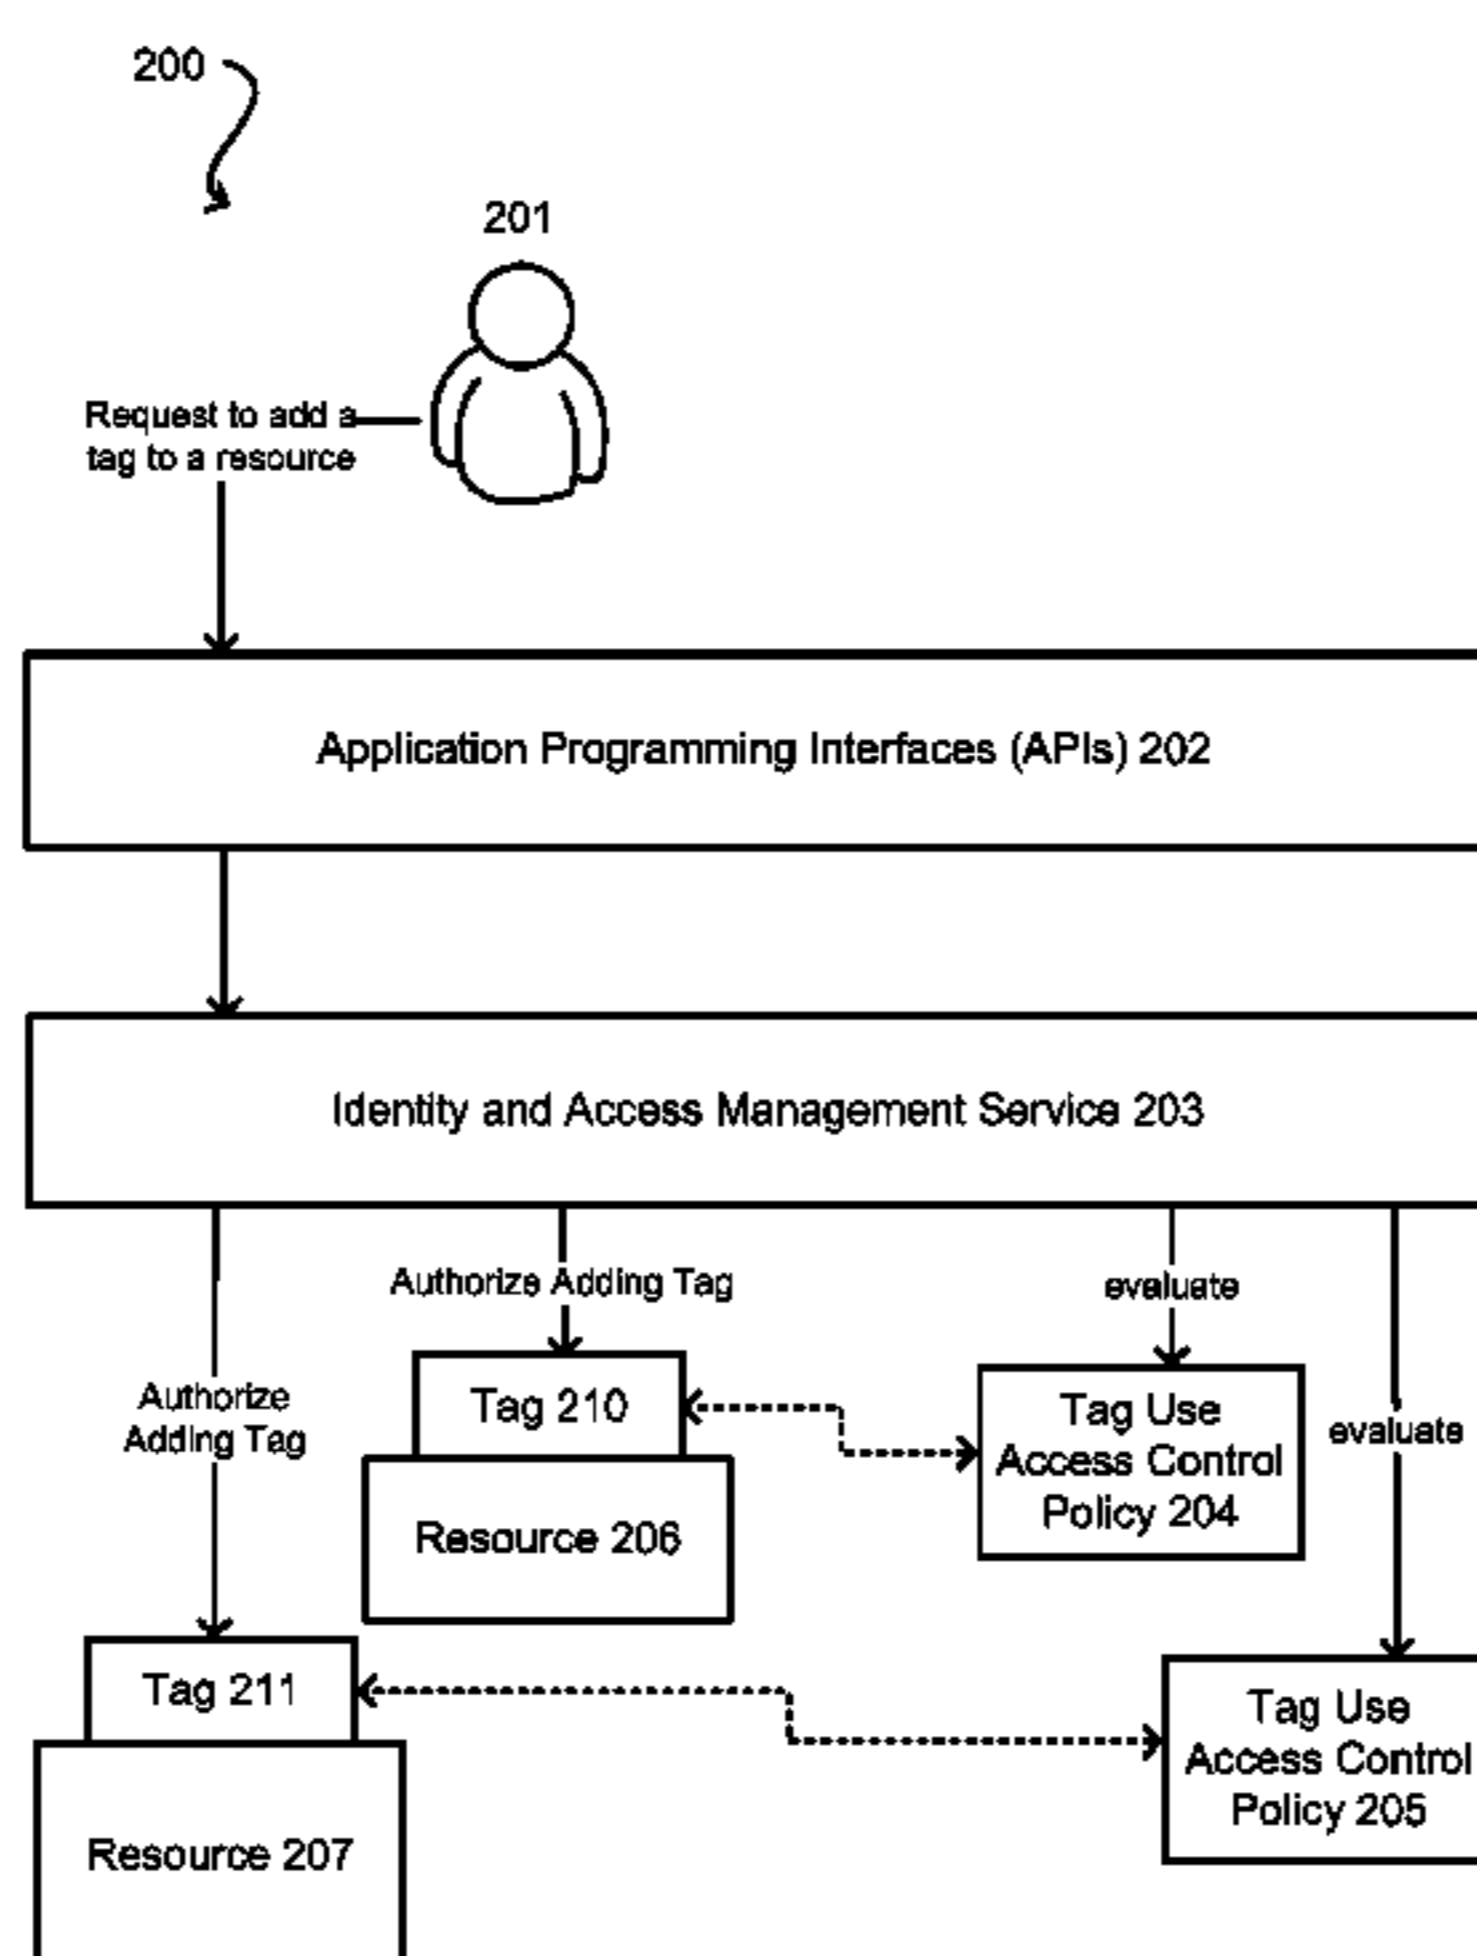 200
201
Request to add a
tag to a resource
Application Programming Interfaces (APIs) 202
Identity and Access Management Service 203
Authorize Adding Tag
evaluate
Authorize
Adding Tag
Tag 210
Tag Use
Access Control
Policy 204
evaluate
Resource 206
Tag 211
Tag Use
Access Control
Policy 205
Resource 207